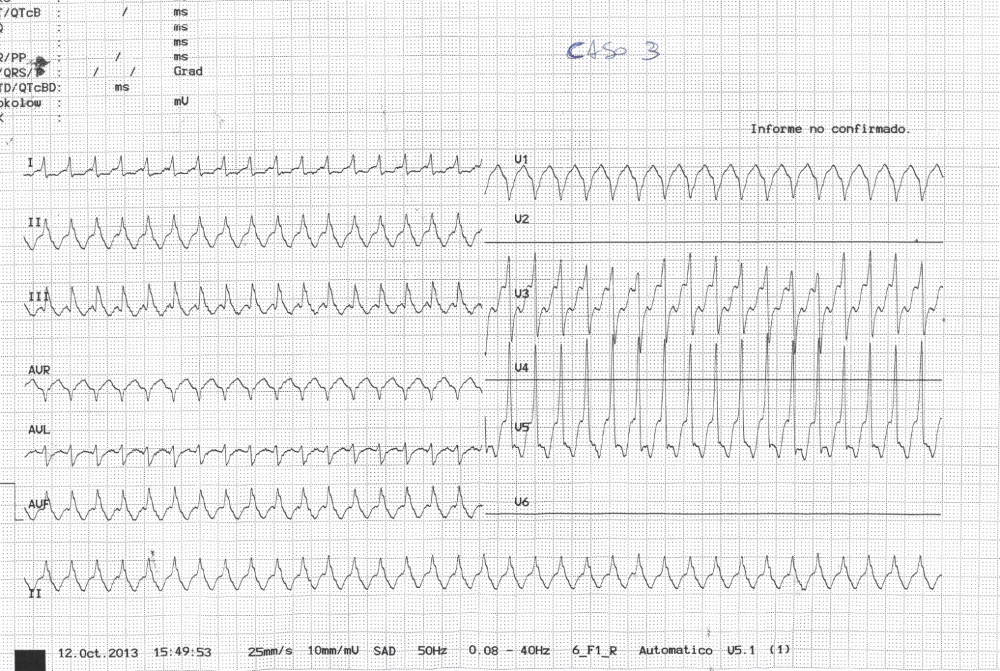 T/QTcB : / ms
Q : ms
: ms
R/PP : / ms
/QRS/T : / / Grad
TD/QTcBD: ms
okolow : mV
K :
CASO 3
Informe no confirmado.
I
V1
II
V2
III
V3
AVR
V4
AVL
V5
AVF
V6
II
12.Oct.2013 15:49:53 25mm/s 10mm/mV SAD 50Hz 0.08 - 40Hz 6_F1_R Automatico V5.1 (1)